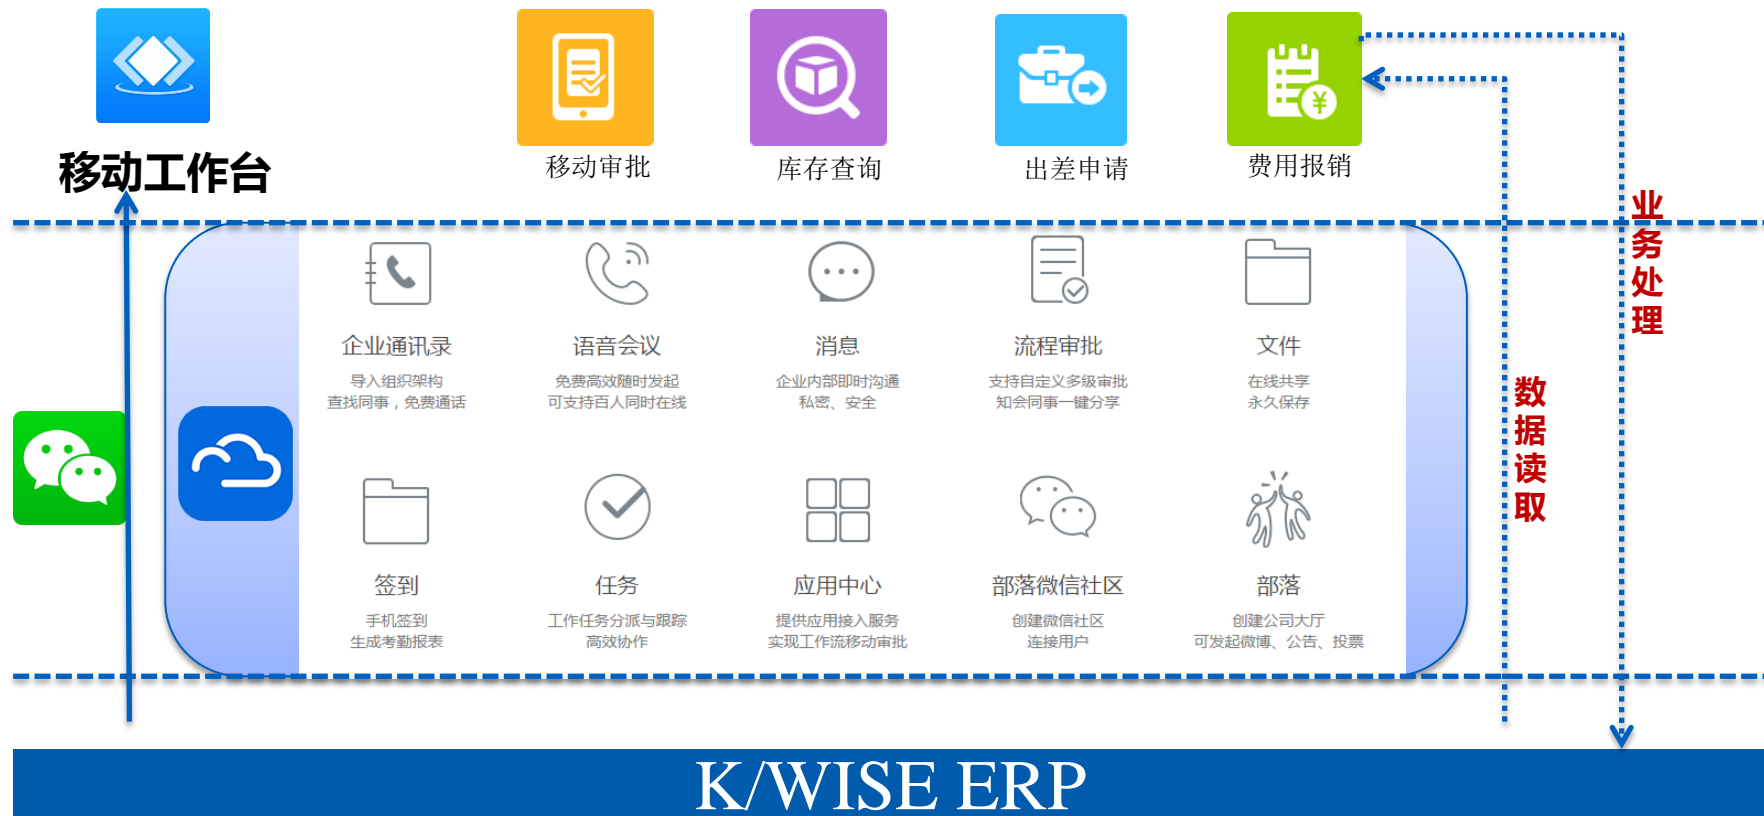 移动工作台
移动审批
库存查询
出差申请
费用报销
¥
企业通讯录
导入组织架构
查找同事，免费通话
语音会议
免费高效随时发起
可支持百人同时在线
消息
企业内部即时沟通
私密、安全
流程审批
支持自定义多级审批
知会同事一键分享
文件
在线共享
永久保存
签到
手机签到
生成考勤报表
任务
工作任务分派与跟踪
高效协作
应用中心
提供应用接入服务
实现工作流移动审批
部落微信社区
创建微信社区
连接用户
部落
创建公司大厅
可发起微博、公告、投票
数据读取
业务处理
K/WISE ERP